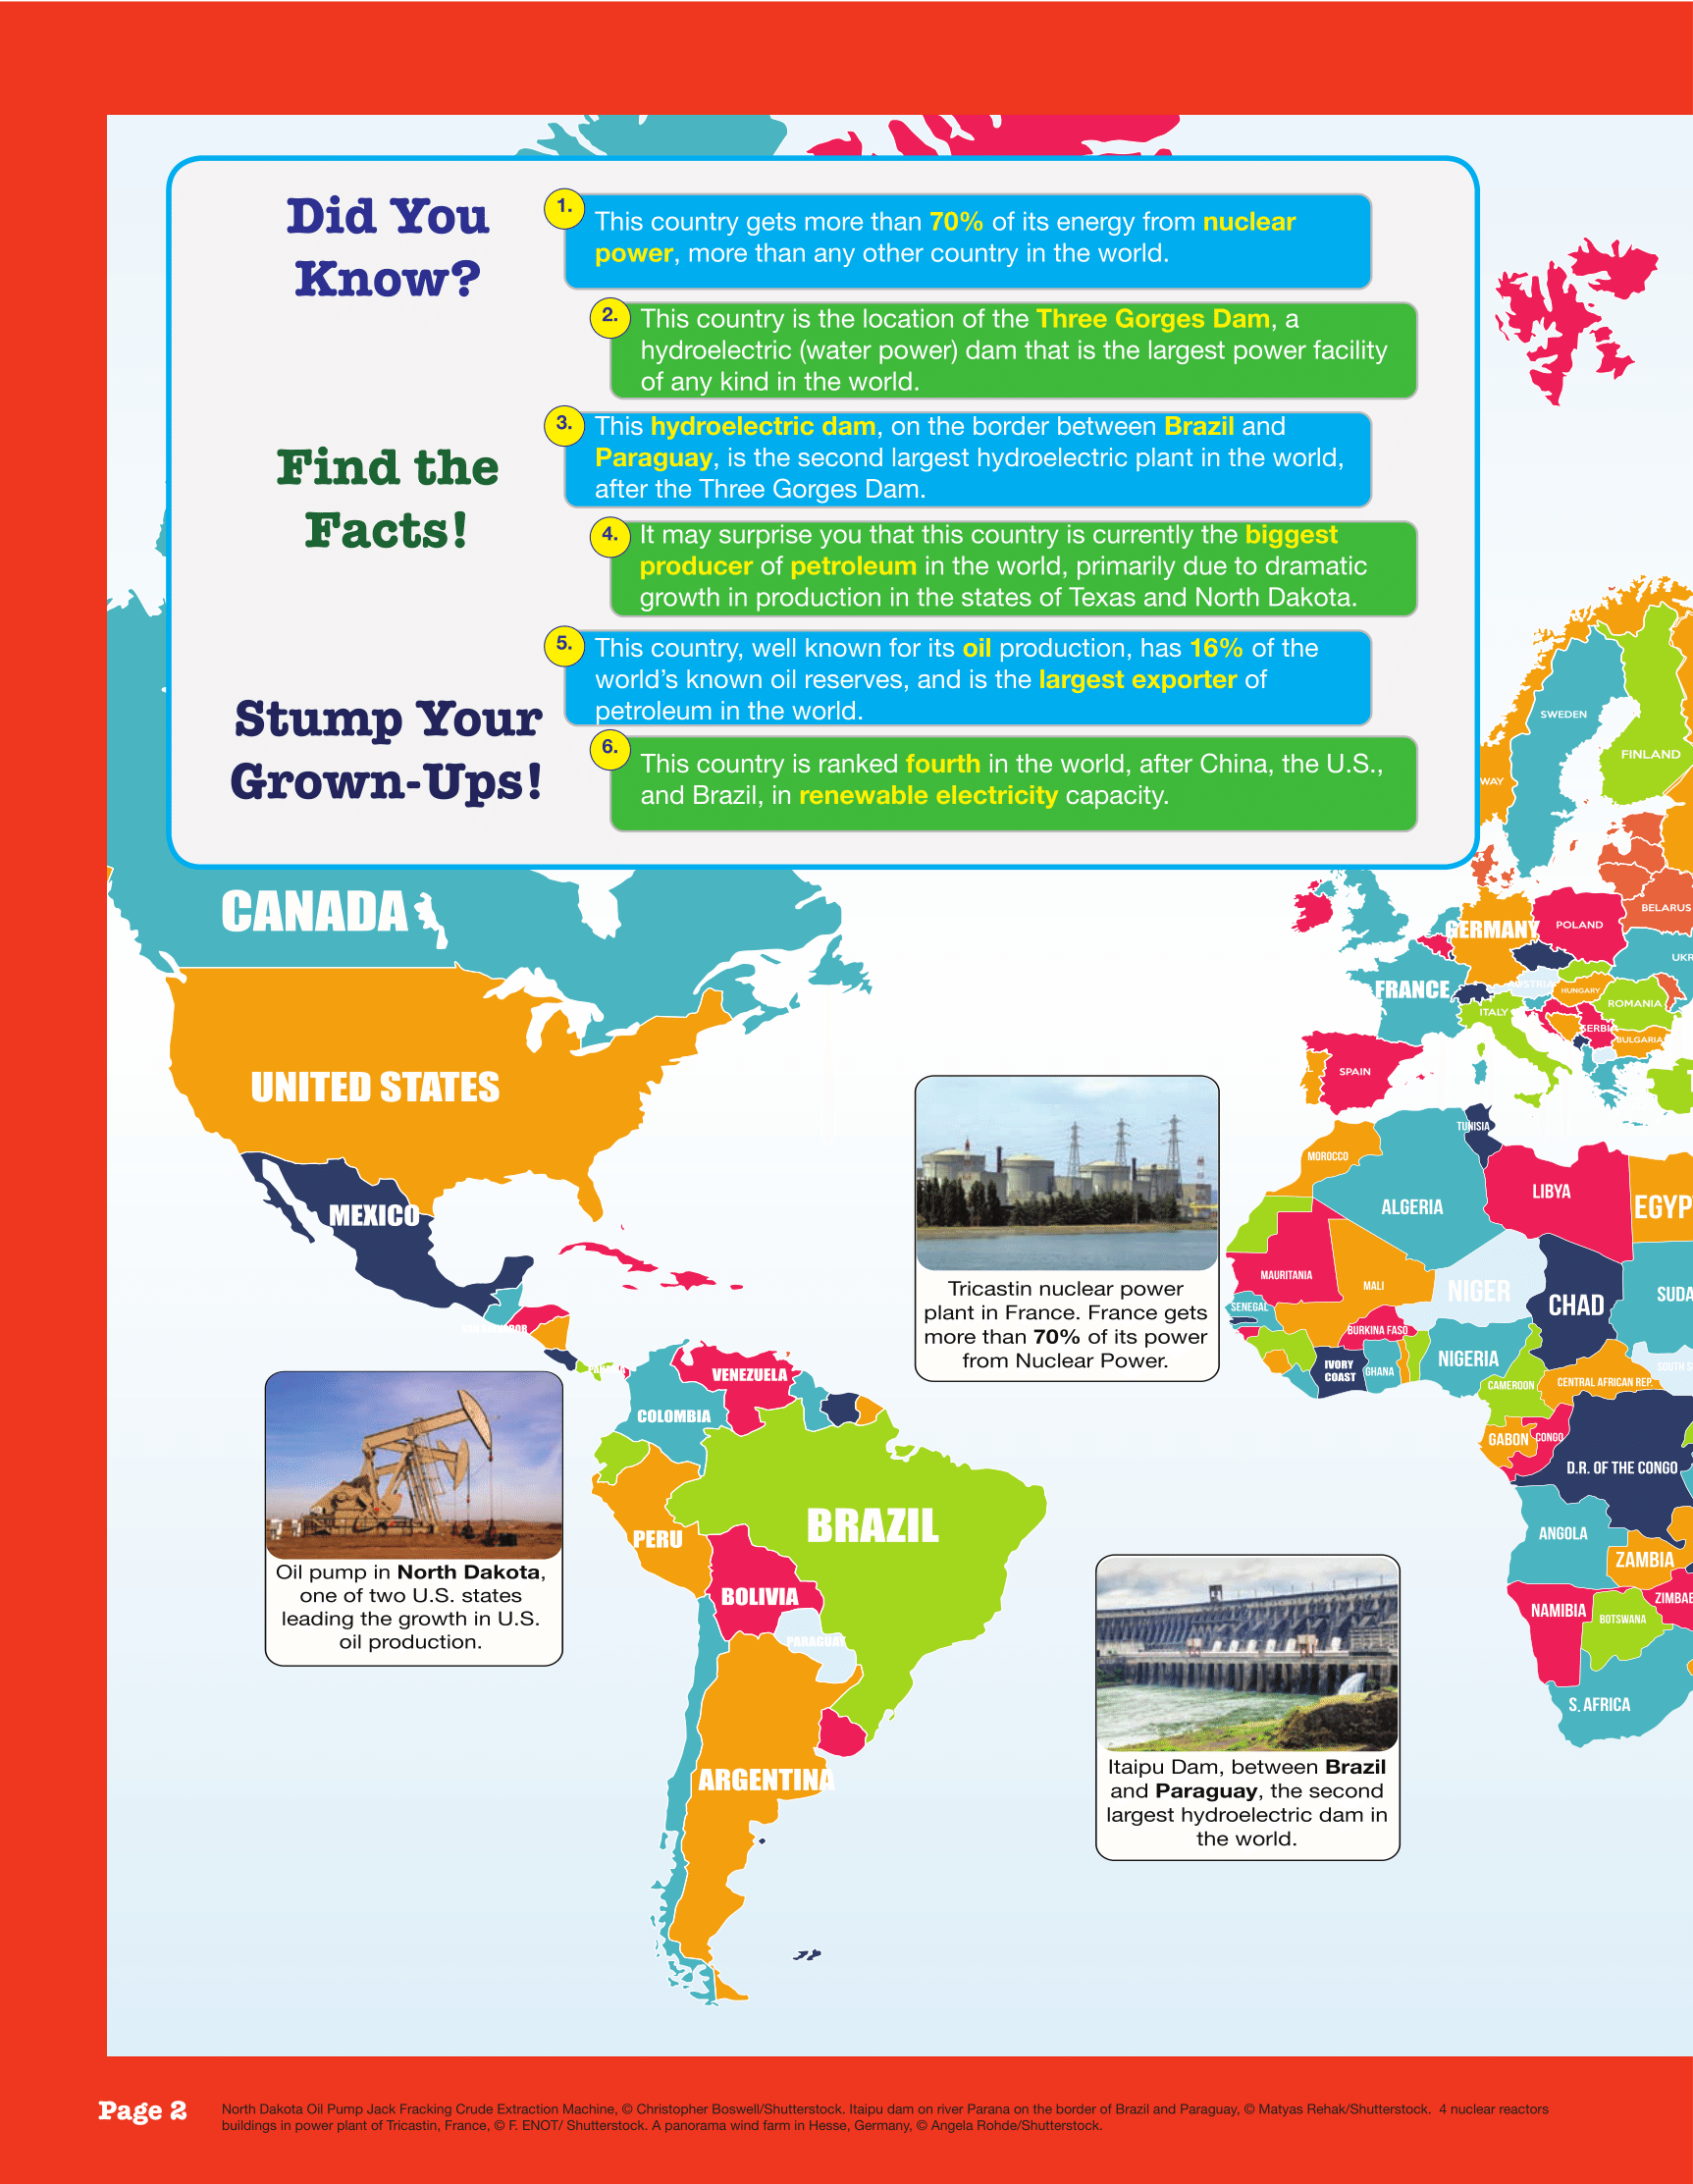 Did You
Know?
Find the
Facts!
Stump Your
Grown-Ups!
1.
This country gets more than 70% of its energy from nuclear
power, more than any other country in the world.
2.
This country is the location of the Three Gorges Dam, a
hydroelectric (water power) dam that is the largest power facility
of any kind in the world.
3.
This hydroelectric dam, on the border between Brazil and
Paraguay, is the second largest hydroelectric plant in the world,
after the Three Gorges Dam.
4.
It may surprise you that this country is currently the biggest
producer of petroleum in the world, primarily due to dramatic
growth in production in the states of Texas and North Dakota.
5.
This country, well known for its oil production, has 16% of the
world's known oil reserves, and is the largest exporter of
petroleum in the world.
6.
This country is ranked fourth in the world, after China, the U.S.,
and Brazil, in renewable electricity capacity.
SWEDEN
FINLAND
WAY
CANADA
BELARUS
GERMANY
POLAND
UKR
FRANCE
AUSTRIA
HUNGARY
ROMANIA
ITALY
SERBIA
BULGARIA
SPAIN
UNITED STATES
MEXICO
TUNISIA
MOROCCO
ALGERIA
LIBYA
EGYP
MAURITANIA
MALI
NIGER
CHAD
SUDA
SENEGAL
BURKINA FASO
IVORY
COAST
GHANA
NIGERIA
CAMEROON
CENTRAL AFRICAN REP.
SOUTH S
GABON
CONGO
D.R. OF THE CONGO
ANGOLA
ZAMBIA
NAMIBIA
BOTSWANA
ZIMBAB
S. AFRICA
Tricastin nuclear power
plant in France. France gets
more than 70% of its power
from Nuclear Power.
PANAMA
VENEZUELA
COLOMBIA
PERU
BRAZIL
BOLIVIA
PARAGUAY
ARGENTINA
Oil pump in North Dakota,
one of two U.S. states
leading the growth in U.S.
oil production.
Itaipu Dam, between Brazil
and Paraguay, the second
largest hydroelectric dam in
the world.
Page 2
North Dakota Oil Pump Jack Fracking Crude Extraction Machine, © Christopher Boswell/Shutterstock. Itaipu dam on river Parana on the border of Brazil and Paraguay, © Matyas Rehak/Shutterstock. 4 nuclear reactors
buildings in power plant of Tricastin, France, © F. ENOT/ Shutterstock. A panorama wind farm in Hesse, Germany, © Angela Rohde/Shutterstock.